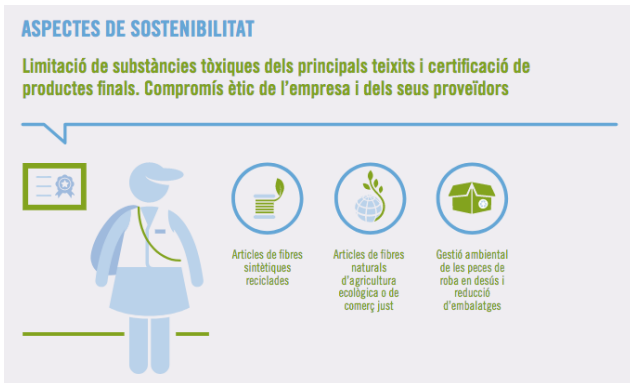 ASPECTES DE SOSTENIBILITAT
Limitació de substàncies tòxiques dels principals teixits i certificació de
productes finals. Compromís ètic de l'empresa i dels seus proveïdors
Articles de fibres
sintètiques
reciclades
Articles de fibres
naturals
d'agricultura
ecològica o de
comerç just
Gestió ambiental
de les peces de
roba en desús i
reducció
d'embalatges